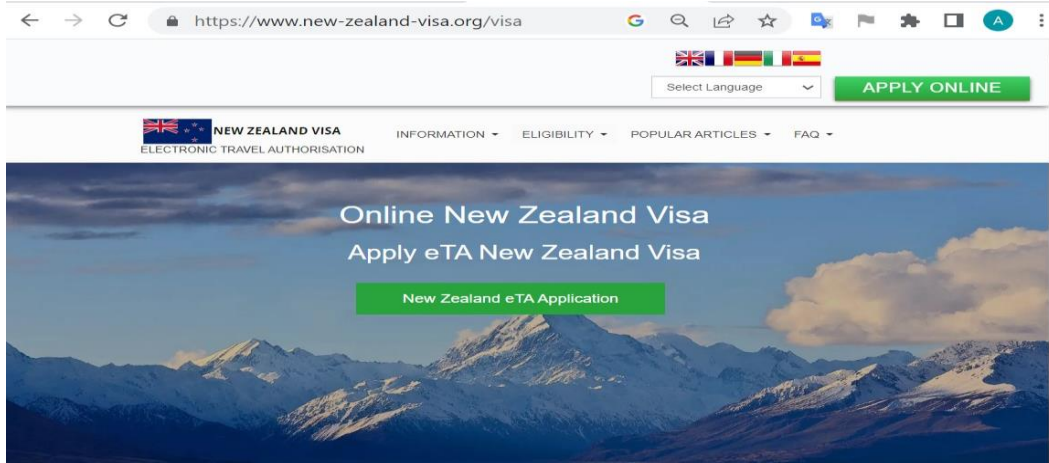 https://www.new-zealand-visa.org/visa
A
Select Language
APPLY ONLINE
NEW ZEALAND VISA
ELECTRONIC TRAVEL AUTHORISATION
INFORMATION
ELIGIBILITY
POPULAR ARTICLES
FAQ
Online New Zealand Visa
Apply eTA New Zealand Visa
New Zealand eTA Application